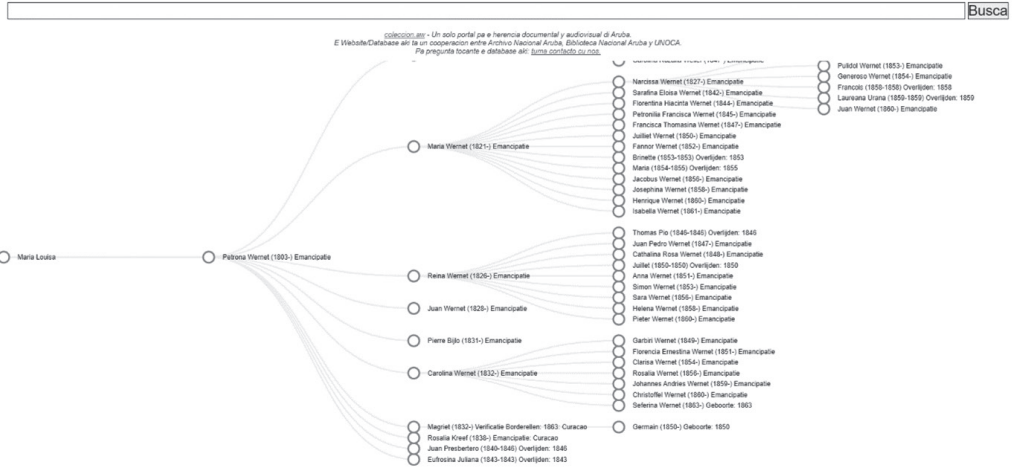 Busca
coleccion.aw - Un solo portal pa e herencia documental y audiovisual di Aruba.
E Website/Database aki ta un cooperacion entre Archivo Nacional Aruba, Biblioteca Nacional Aruba y UNOCA.
Pa pregunta tocante e database aki: tuma contacto cu nos.
Maria Louisa
Petrona Wernet (1803-) Emancipatie
Maria Wernet (1821-) Emancipatie
Reina Wernet (1826-) Emancipatie
Juan Wernet (1828-) Emancipatie
Pierre Bijlo (1831-) Emancipatie
Carolina Wernet (1832-) Emancipatie
Magriet (1832-) Verificatie Borderellen: 1863: Curacao
Rosalia Kreef (1838-) Emancipatie: Curacao
Juan Presbertero (1840-1846) Overlijden: 1846
Eufrosina Juliana (1843-1843) Overlijden: 1843
Narcissa Wernet (1827-) Emancipatie
Sarafina Eloisa Wernet (1842-) Emancipatie
Florentina Hiacinta Wernet (1844-) Emancipatie
Petronilia Francisca Wernet (1845-) Emancipatie
Francisca Thomasina Wernet (1847-) Emancipatie
Juillet Wernet (1850-) Emancipatie
Fannor Wernet (1852-) Emancipatie
Brinette (1853-1853) Overlijden: 1853
Maria (1854-1855) Overlijden: 1855
Jacobus Wernet (1856-) Emancipatie
Josephina Wernet (1858-) Emancipatie
Henrique Wernet (1860-) Emancipatie
Isabella Wernet (1861-) Emancipatie
Thomas Pio (1846-1846) Overlijden: 1846
Juan Pedro Wernet (1847-) Emancipatie
Cathalina Rosa Wernet (1848-) Emancipatie
Juillet (1850-1850) Overlijden: 1850
Anna Wernet (1851-) Emancipatie
Simon Wernet (1853-) Emancipatie
Sara Wernet (1856-) Emancipatie
Helena Wernet (1858-) Emancipatie
Pieter Wernet (1860-) Emancipatie
Garbiri Wernet (1849-) Emancipatie
Florencia Ernestina Wernet (1851-) Emancipatie
Clarisa Wernet (1854-) Emancipatie
Rosalia Wernet (1856-) Emancipatie
Johannes Andries Wernet (1859-) Emancipatie
Christoffel Wernet (1860-) Emancipatie
Seferina Wernet (1863-) Geboorte: 1863
Germain (1850-) Geboorte: 1850
Pulidol Wernet (1853-) Emancipatie
Generoso Wernet (1854-) Emancipatie
Francois (1858-1858) Overlijden: 1858
Laureana Urana (1859-1859) Overlijden: 1859
Juan Wernet (1860-) Emancipatie